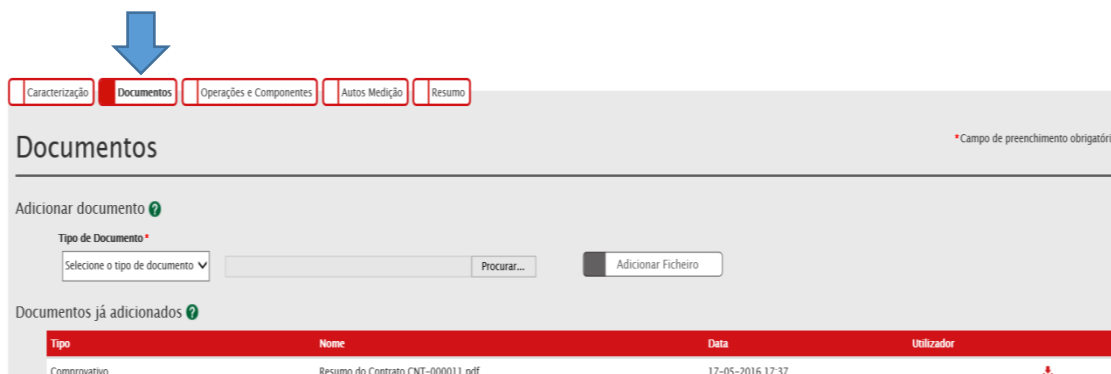 Caracterização Documentos Operações e Componentes Autos Medição Resumo
Documentos
*Campo de preenchimento obrigatóri
Adicionar documento ?
Tipo de Documento *
Selecione o tipo de documento Procurar... Adicionar Ficheiro
Documentos já adicionados ?
Tipo Nome Data Utilizador
Comprovativo Resumo do Contrato CNT-000011.pdf 17-05-2016 17:37